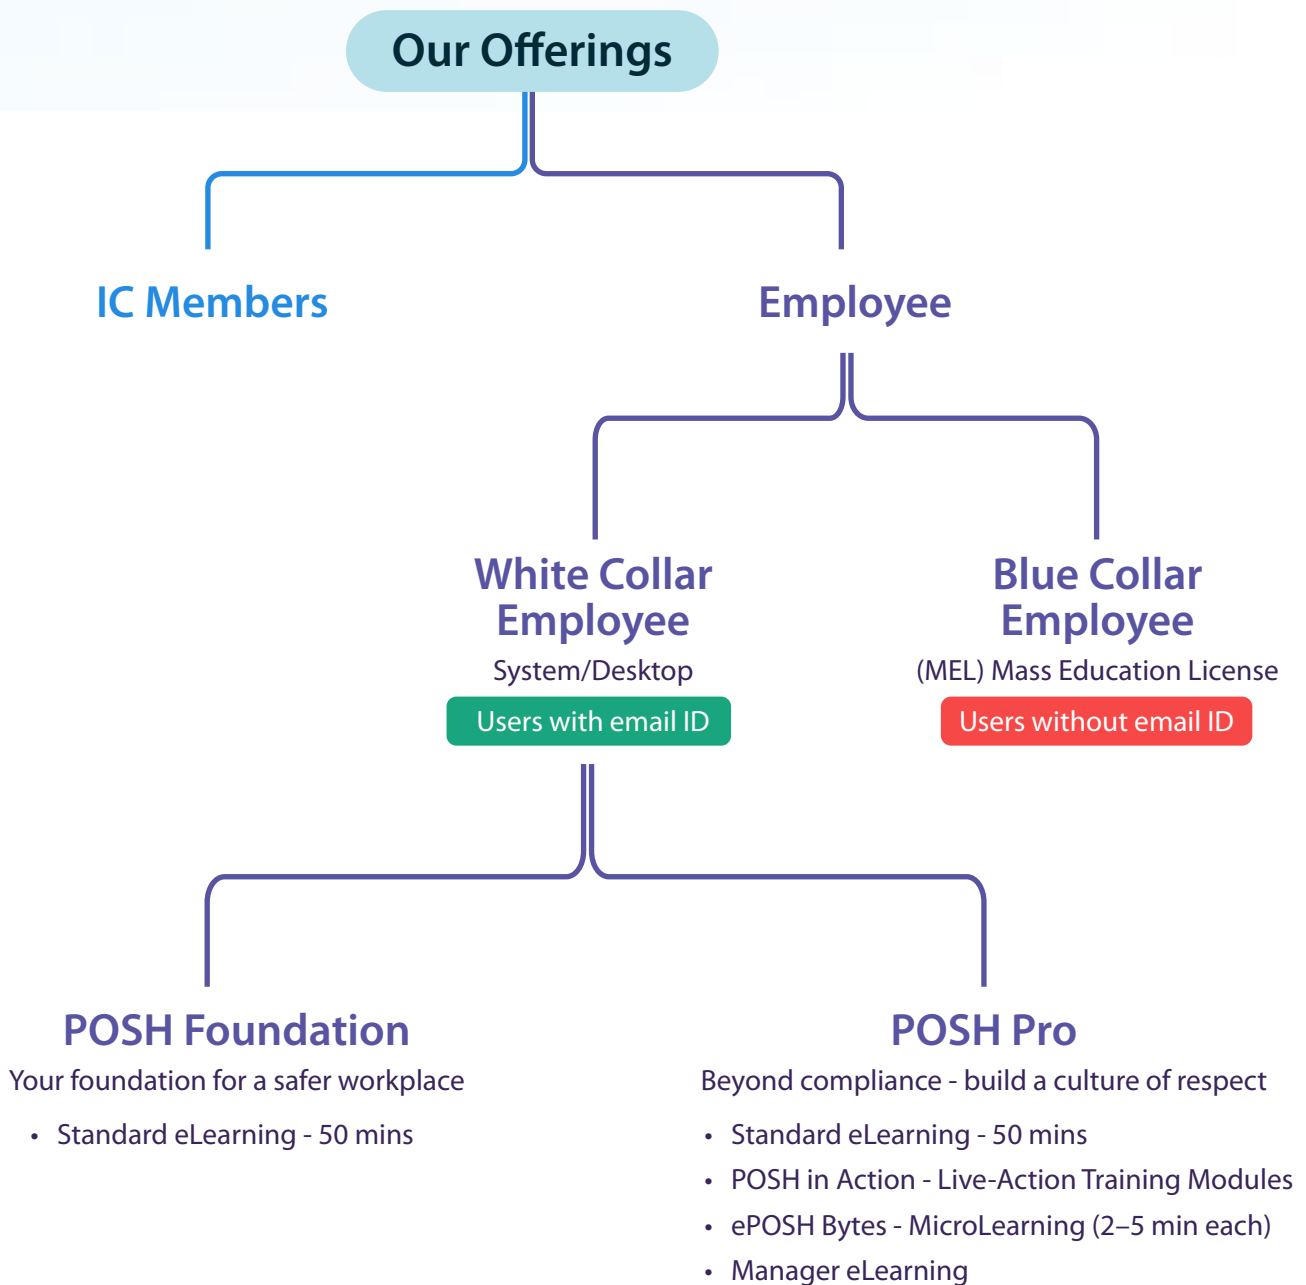 Our Offerings
IC Members
Employee
White Collar
Employee
System/Desktop
Users with email ID
Blue Collar
Employee
(MEL) Mass Education License
Users without email ID
POSH Foundation
Your foundation for a safer workplace
• Standard eLearning - 50 mins
POSH Pro
Beyond compliance - build a culture of respect
• Standard eLearning - 50 mins
• POSH in Action - Live-Action Training Modules
• ePOSH Bytes - MicroLearning (2–5 min each)
• Manager eLearning